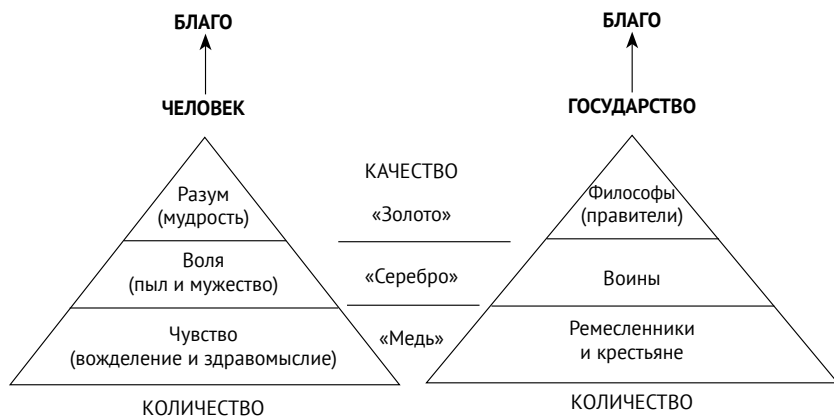 БЛАГО
ЧЕЛОВЕК
Разум
(мудрость)
Воля
(пыл и мужество)
Чувство
(вожделение и здравомыслие)
КОЛИЧЕСТВО
КАЧЕСТВО
«Золото»
«Серебро»
«Медь»
БЛАГО
ГОСУДАРСТВО
Философы
(правители)
Воины
Ремесленники
и крестьяне
КОЛИЧЕСТВО